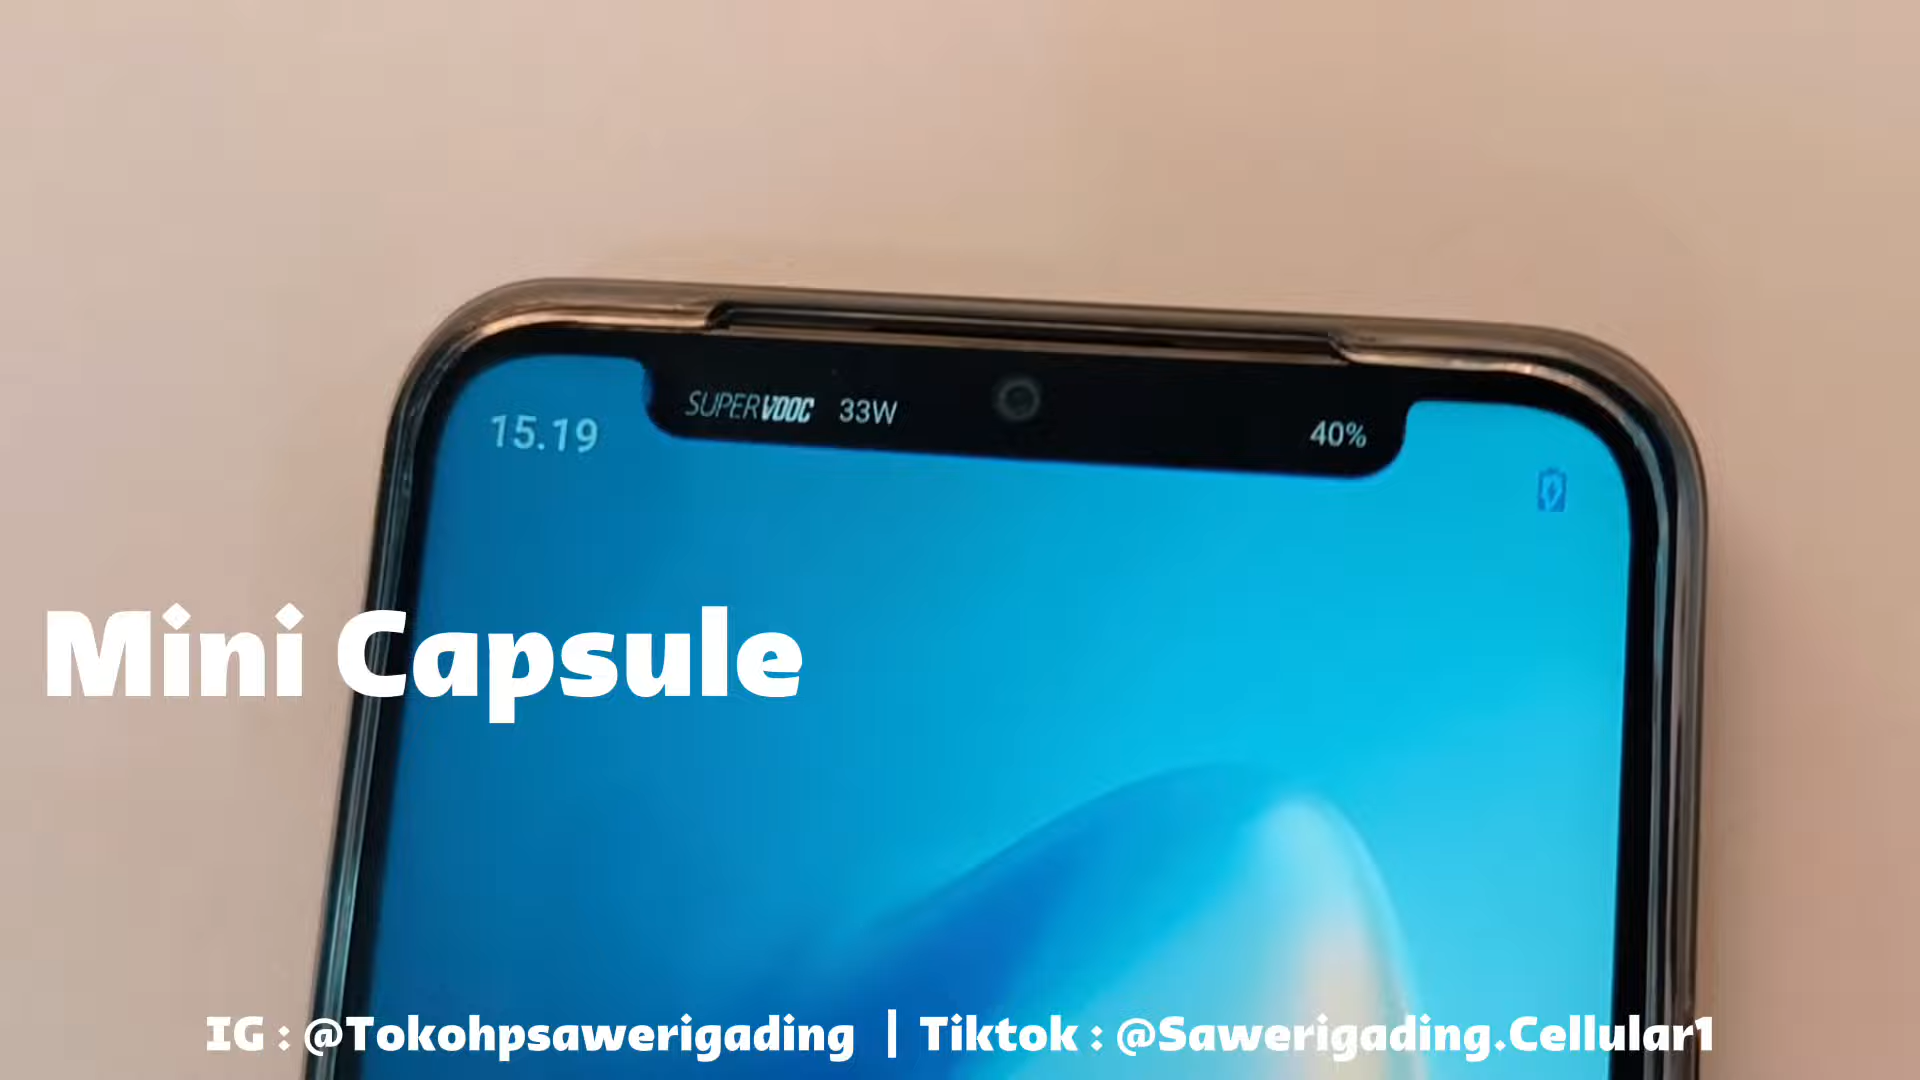 SUPERVOOC 33W
15.19
40%
Mini Capsule
IG : @Tokohpsawerigading | Tiktok : @Sawerigading.Cellular1